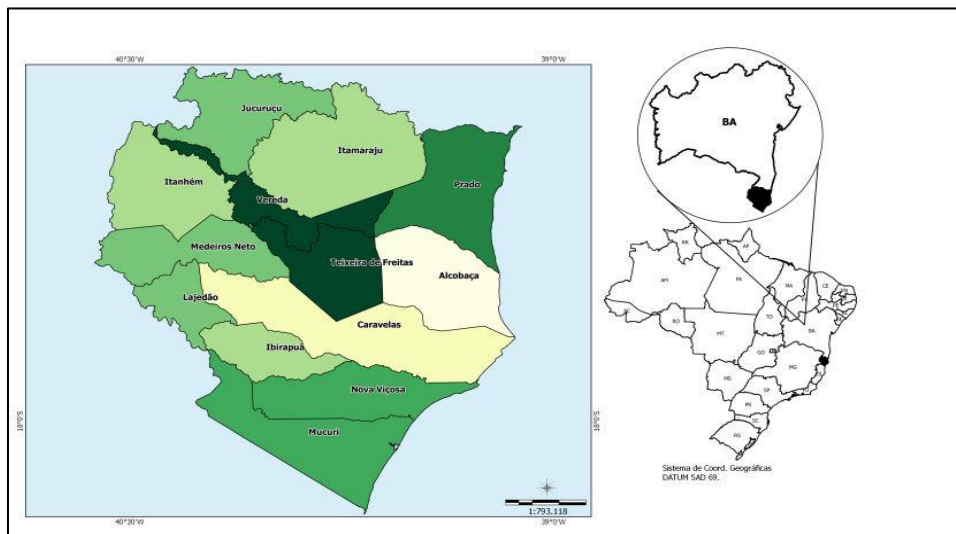 40°30'W
39°0'W
Jucuruçu
Itamaraju
Itanhém
Prado
Vereda
Medeiros Neto
Teixeira de Freitas
Alcobaça
Lajedão
Caravelas
Ibirapuã
Nova Viçosa
Mucuri
18°0'S
18°0'S
1:793.118
40°30'W
39°0'W
BA
RR
AP
AM
PA
MA
CE
TO
RO
BA
MT
GO
MG
MS
SP
PR
SC
RS
Sistema de Coord. Geográficas
DATUM SAD 69.